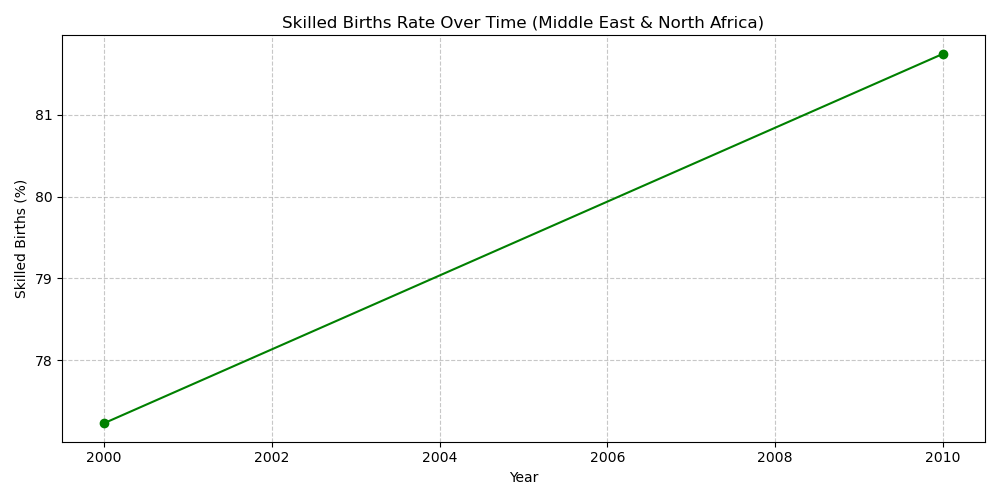 Skilled Births Rate Over Time (Middle East & North Africa)
Skilled Births (%)
81
80
79
78
2000 2002 2004 2006 2008 2010
Year